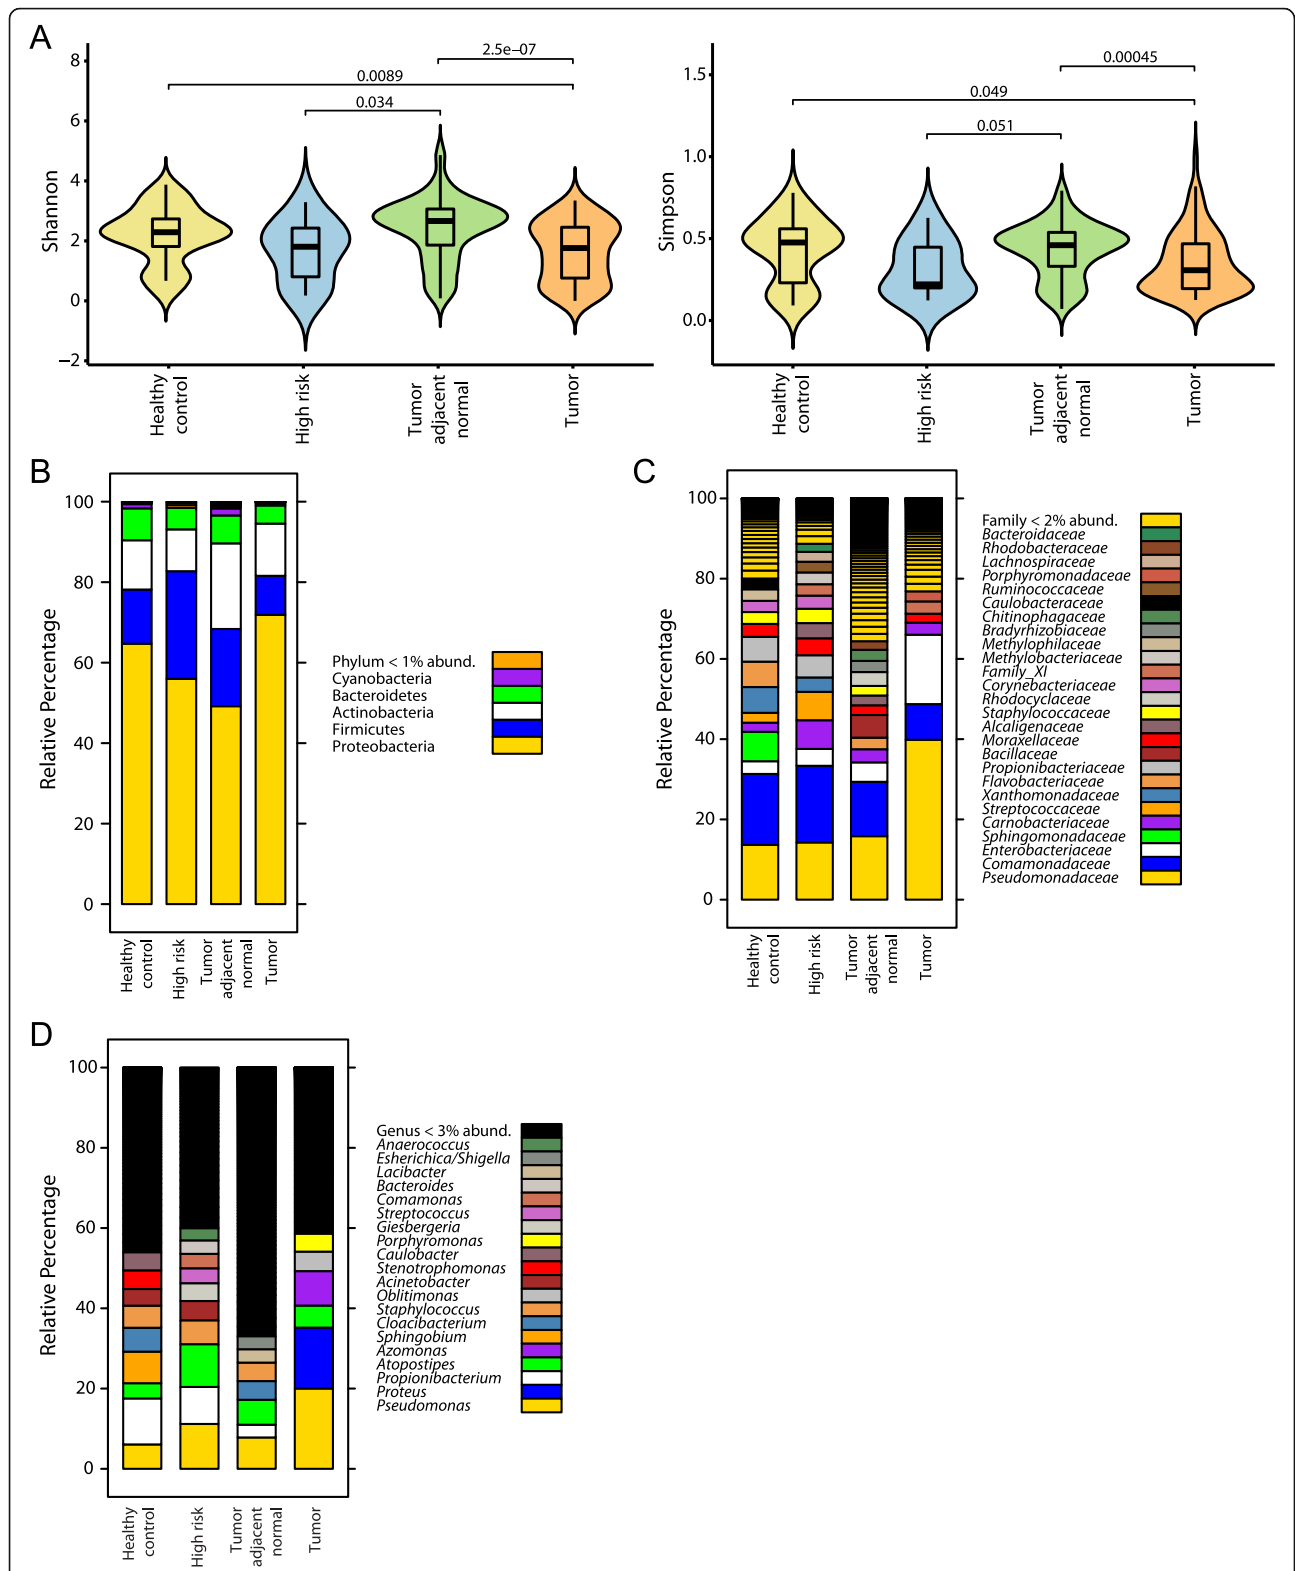 A
Shannon
8
6
4
2
0
−2
2.5e−07
0.0089
0.034
Healthy
control
High risk
Tumor
adjacent
normal
Tumor
Simpson
1.5
1.0
0.5
0.0
0.00045
0.049
0.051
Healthy
control
High risk
Tumor
adjacent
normal
Tumor
B
Relative Percentage
100
80
60
40
20
0
Healthy
control
High risk
Tumor
adjacent
normal
Tumor
Phylum < 1% abund.
Cyanobacteria
Bacteroidetes
Actinobacteria
Firmicutes
Proteobacteria
C
Relative Percentage
100
80
60
40
20
0
Healthy
control
High risk
Tumor
adjacent
normal
Tumor
Family < 2% abund.
Bacteroidaceae
Rhodobacteraceae
Lachnospiraceae
Porphyromonadaceae
Ruminococcaceae
Caulobacteraceae
Chitinophagaceae
Bradyrhizobiaceae
Methylophilaceae
Methylobacteriaceae
Family_XI
Corynebacteriaceae
Rhodocyclaceae
Staphylococcaceae
Alcaligenaceae
Moraxellaceae
Bacillaceae
Propionibacteriaceae
Flavobacteriaceae
Xanthomonadaceae
Streptococcaceae
Carnobacteriaceae
Sphingomonadaceae
Enterobacteriaceae
Comamonadaceae
Pseudomonadaceae
D
Relative Percentage
100
80
60
40
20
0
Healthy
control
High risk
Tumor
adjacent
normal
Tumor
Genus < 3% abund.
Anaerococcus
Esherichica/Shigella
Lacibacter
Bacteroides
Comamonas
Streptococcus
Giesbergeria
Porphyromonas
Caulobacter
Stenotrophomonas
Acinetobacter
Oblitimonas
Staphylococcus
Cloacibacterium
Sphingobium
Azomonas
Atopostipes
Propionibacterium
Proteus
Pseudomonas